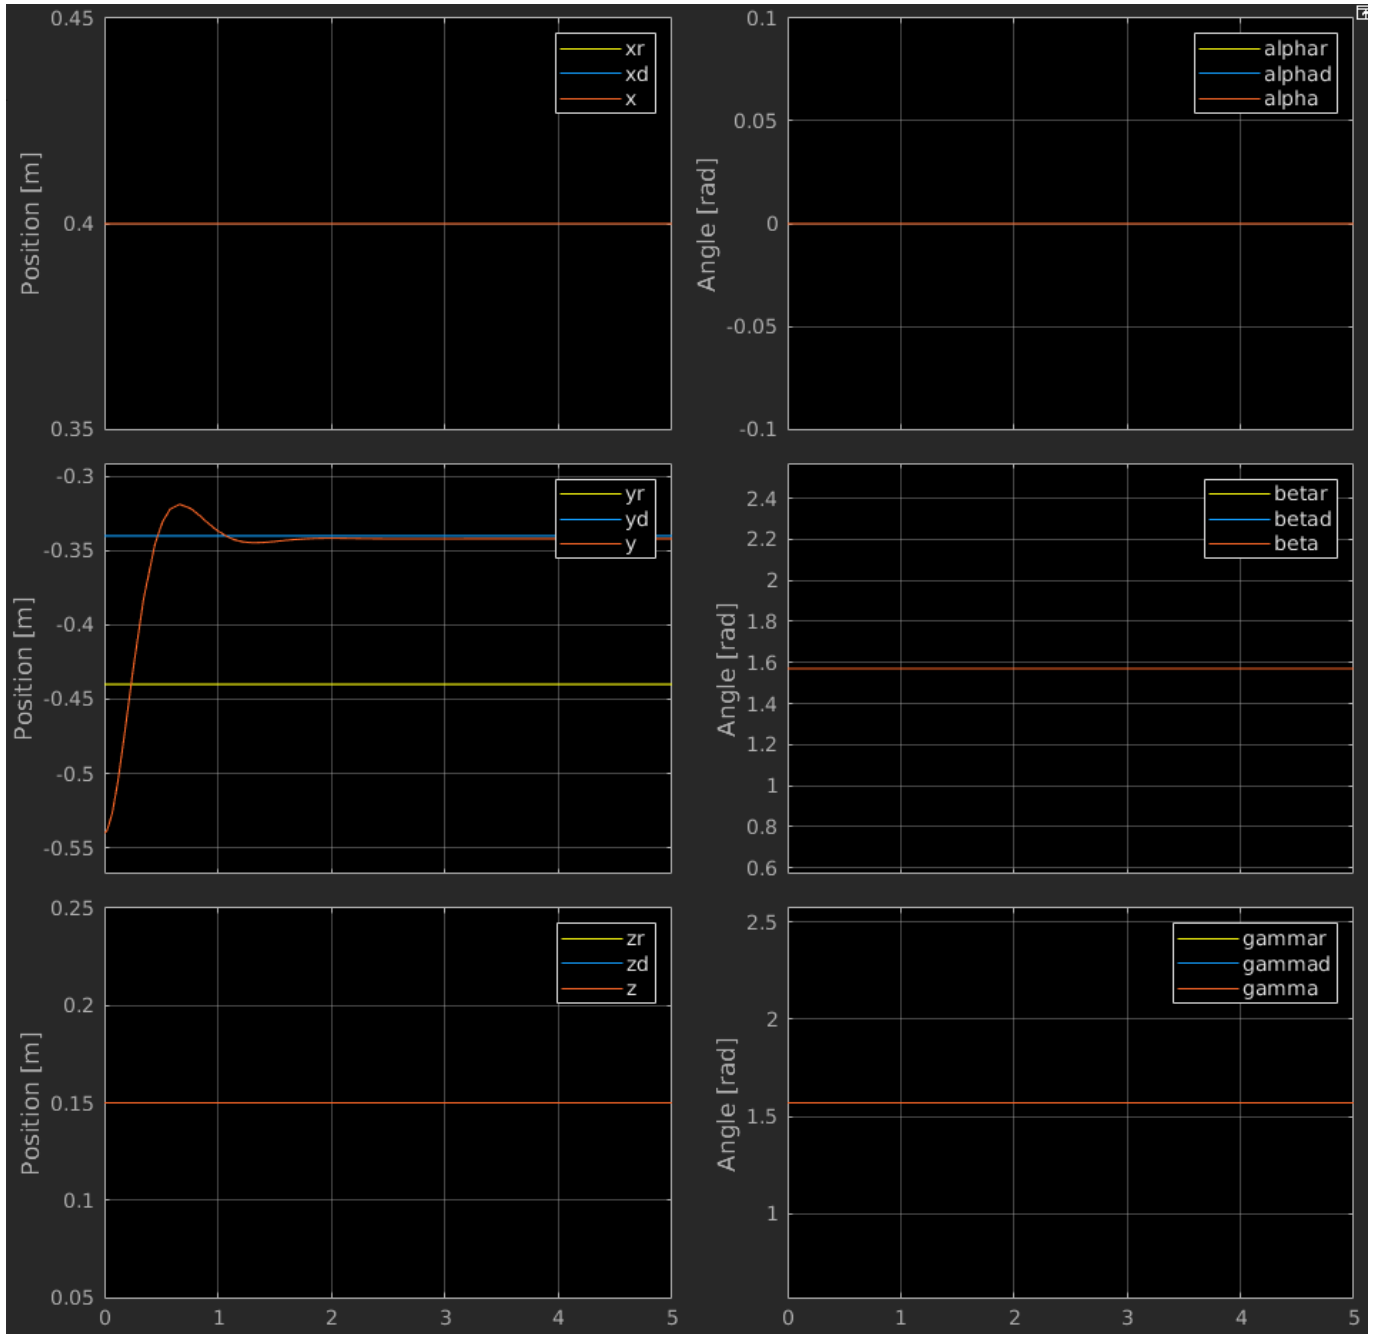 0.45
0.4
0.35
Position [m]
xr
xd
x
0.1
0.05
0
-0.05
-0.1
Angle [rad]
alphar
alphad
alpha
-0.3
-0.35
-0.4
-0.45
-0.5
-0.55
Position [m]
yr
yd
y
2.4
2.2
2
1.8
1.6
1.4
1.2
1
0.8
0.6
Angle [rad]
betar
betad
beta
0.25
0.2
0.15
0.1
0.05
Position [m]
zr
zd
z
0 1 2 3 4 5
2.5
2
1.5
1
Angle [rad]
gammar
gammad
gamma
0 1 2 3 4 5